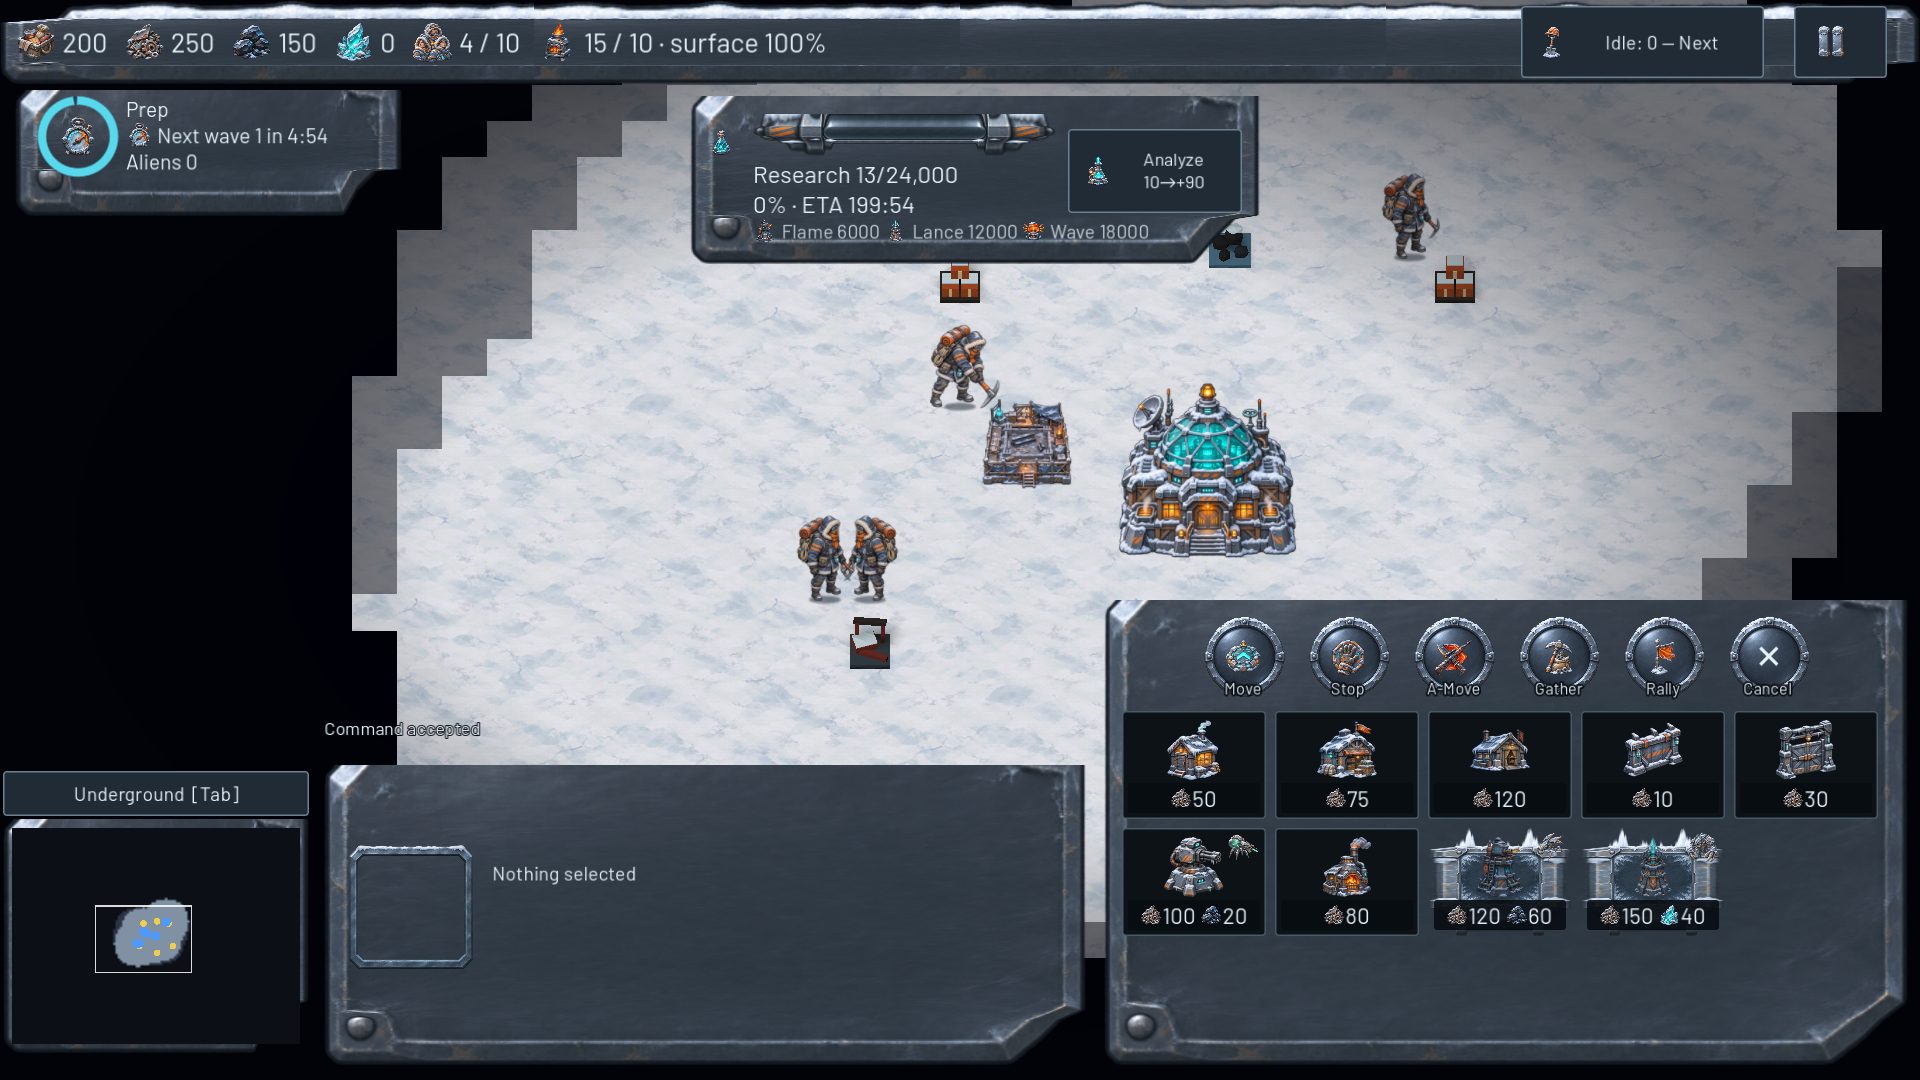 200 250 150 0 4 / 10 15 / 10 · surface 100%
Idle: 0 – Next
Prep
Next wave 1 in 4:54
Aliens 0
Research 13/24,000
0% · ETA 199:54
Flame 6000 Lance 12000 Wave 18000
Analyze
10→+90
Command accepted
Underground [Tab]
Nothing selected
Move Stop A-Move Gather Rally Cancel
50 75 120 10 30
100 20 80 120 60 150 40